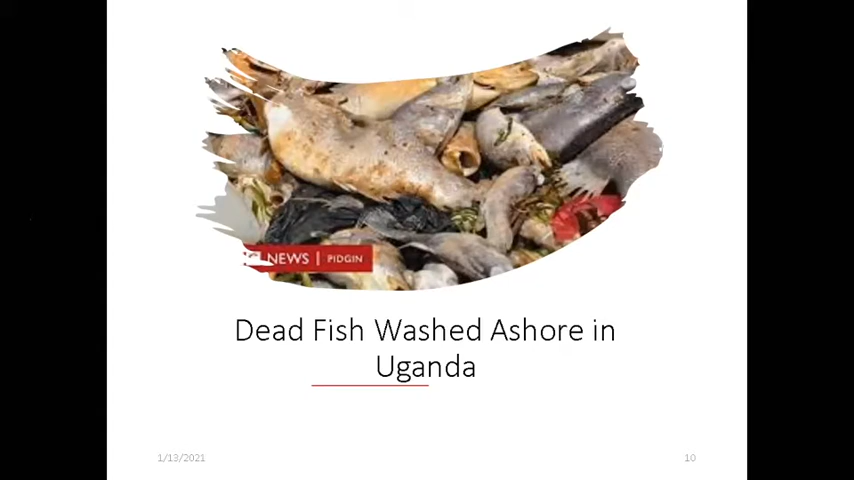 NEWS | PIDGIN
Dead Fish Washed Ashore in
Uganda
1/13/2021
10